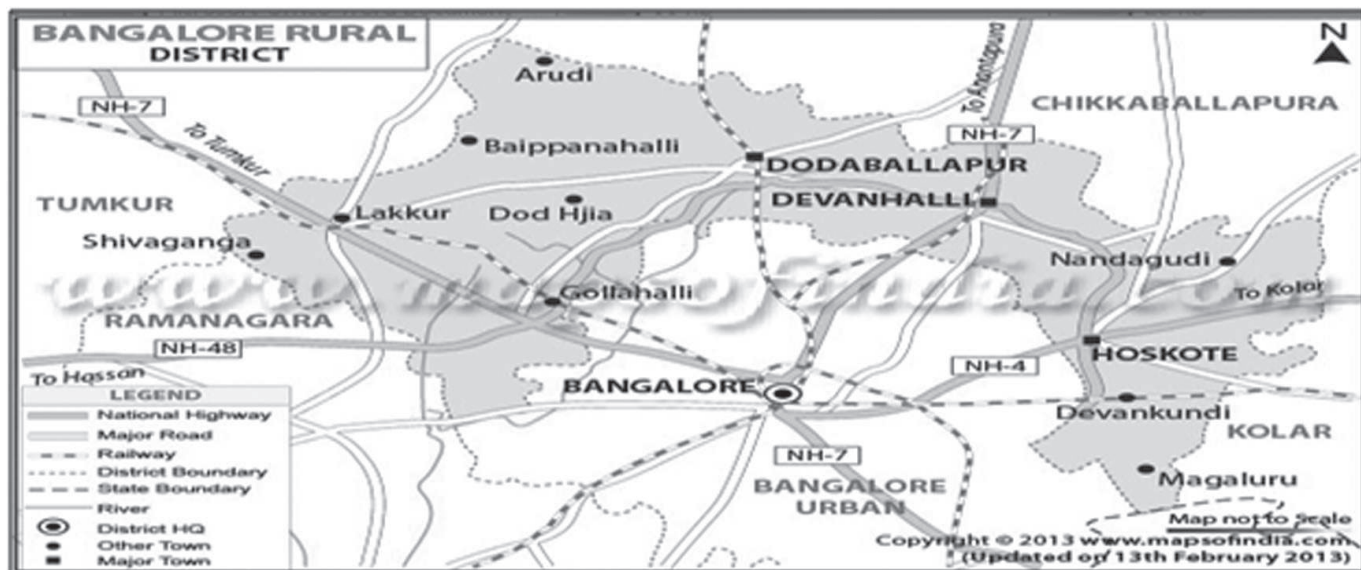 BANGALORE RURAL
DISTRICT
N
NH-7
To Tumkur
Arudi
Baippanahalli
To Anantapura
CHIKKABALLAPURA
NH-7
DODABALLAPUR
DEVANHALLI
TUMKUR
Lakkur
Dod Hjia
Shivaganga
Nandagudi
www.mapsofindia.com
Gollahalli
To Kolar
RAMANAGARA
NH-48
HOSKOTE
To Hassan
BANGALORE
NH-4
Devankundi
KOLAR
NH-7
Magaluru
BANGALORE
URBAN
LEGEND
National Highway
Major Road
Railway
District Boundary
State Boundary
River
District HQ
Other Town
Major Town
Map not to Scale
Copyright © 2013 www.mapsofindia.com
(Updated on 13th February 2013)